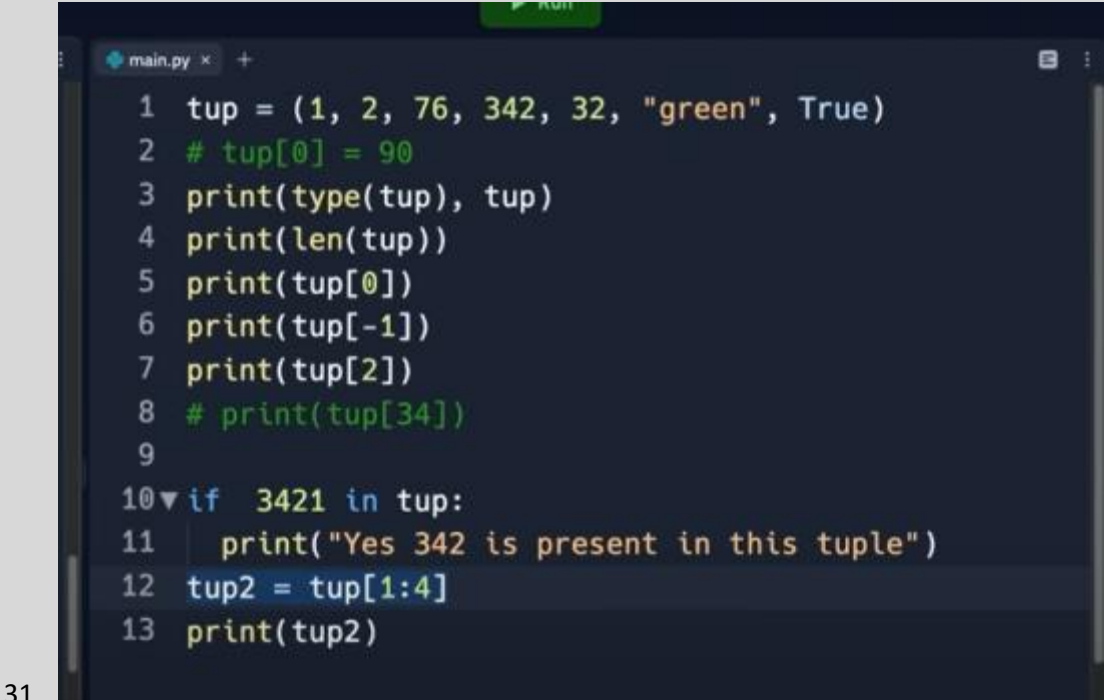 Run
main.py × +
1 tup = (1, 2, 76, 342, 32, "green", True)
2 # tup[0] = 90
3 print(type(tup), tup)
4 print(len(tup))
5 print(tup[0])
6 print(tup[-1])
7 print(tup[2])
8 # print(tup[34])
9
10 if  3421 in tup:
11   print("Yes 342 is present in this tuple")
12 tup2 = tup[1:4]
13 print(tup2)
31